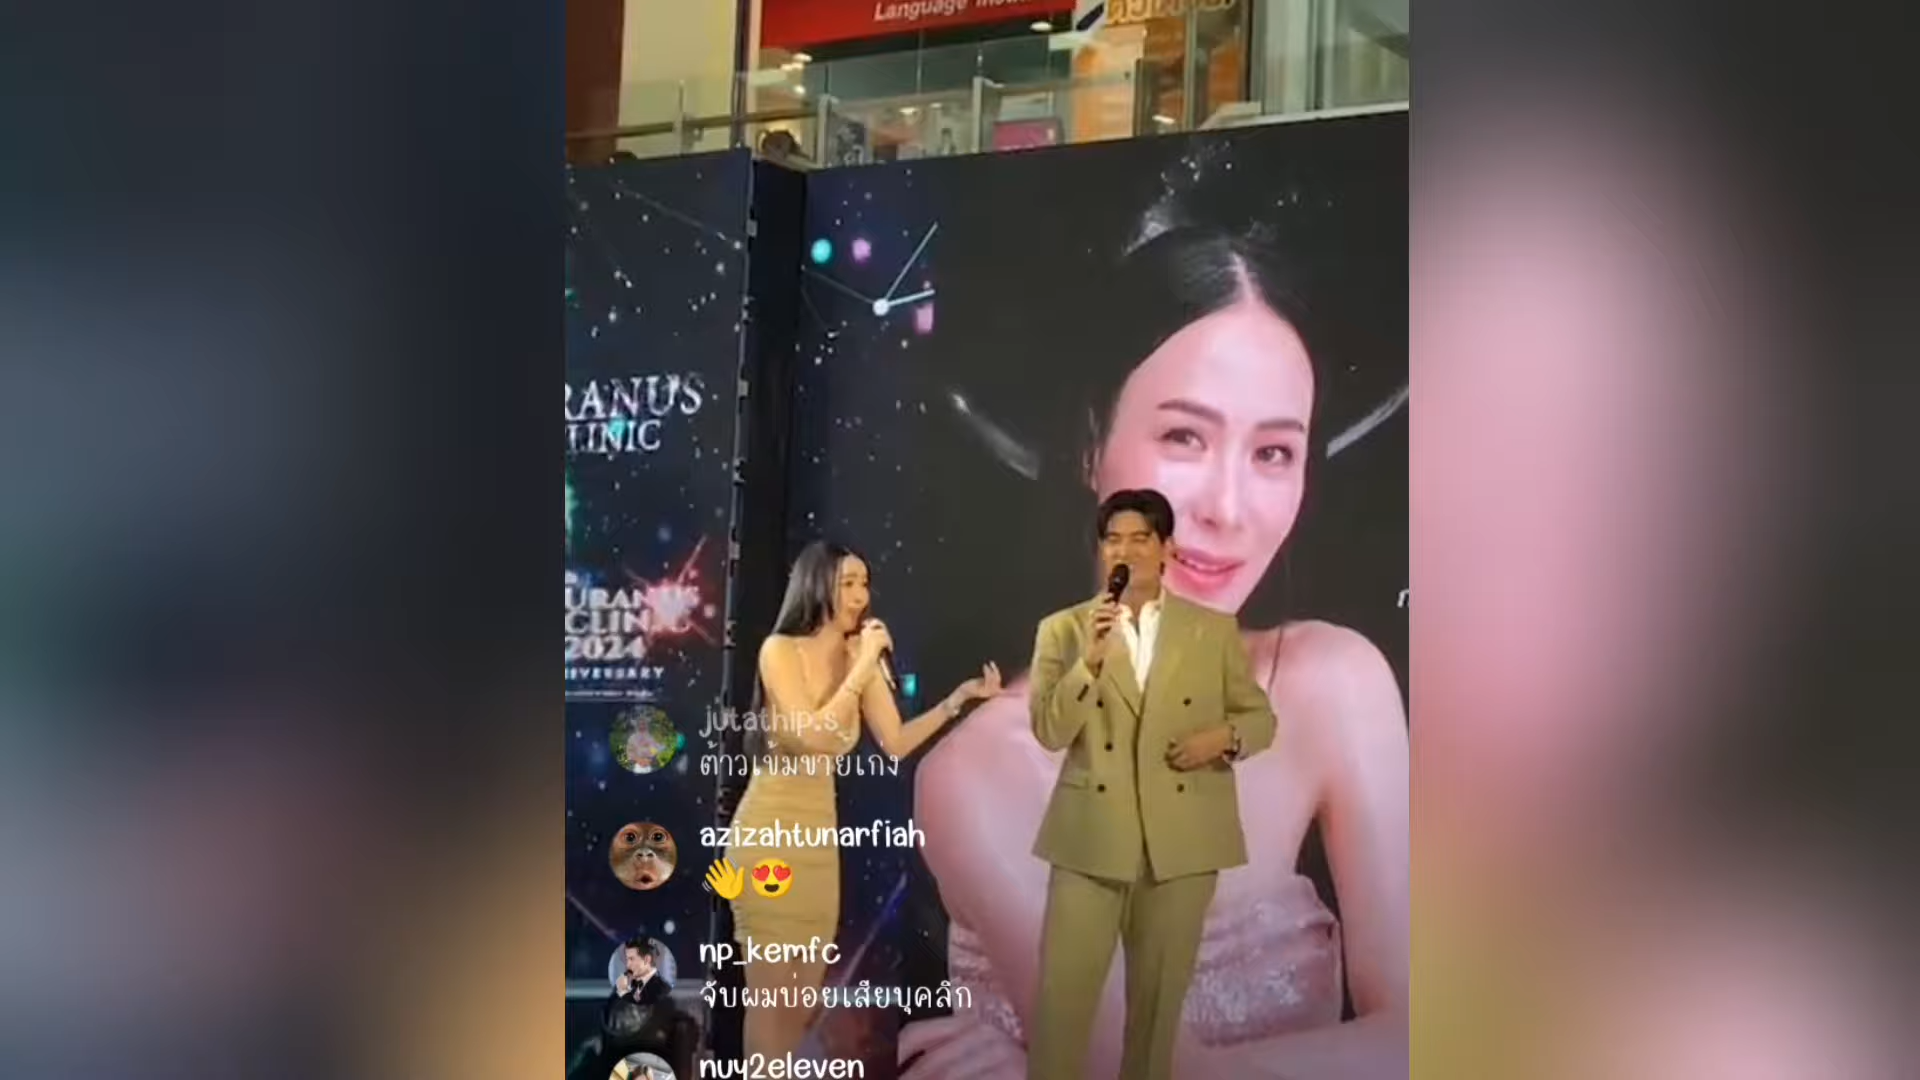 Language
RANUS
LINIC
URANUS
CLINIC
2024
jutathip.s
ต้าวเข้มขายเก่ง
azizahtunarfiah
👋😍
np_kemfc
จับผมบ่อยเสียบุคลิก
nuy2eleven